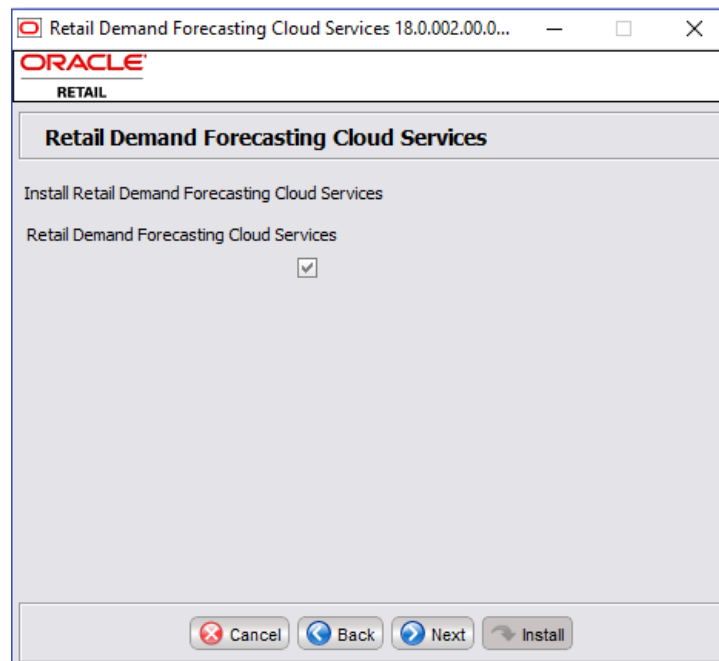 Retail Demand Forecasting Cloud Services 18.0.002.00.0...
ORACLE
RETAIL
Retail Demand Forecasting Cloud Services
Install Retail Demand Forecasting Cloud Services
Retail Demand Forecasting Cloud Services
Cancel Back Next Install